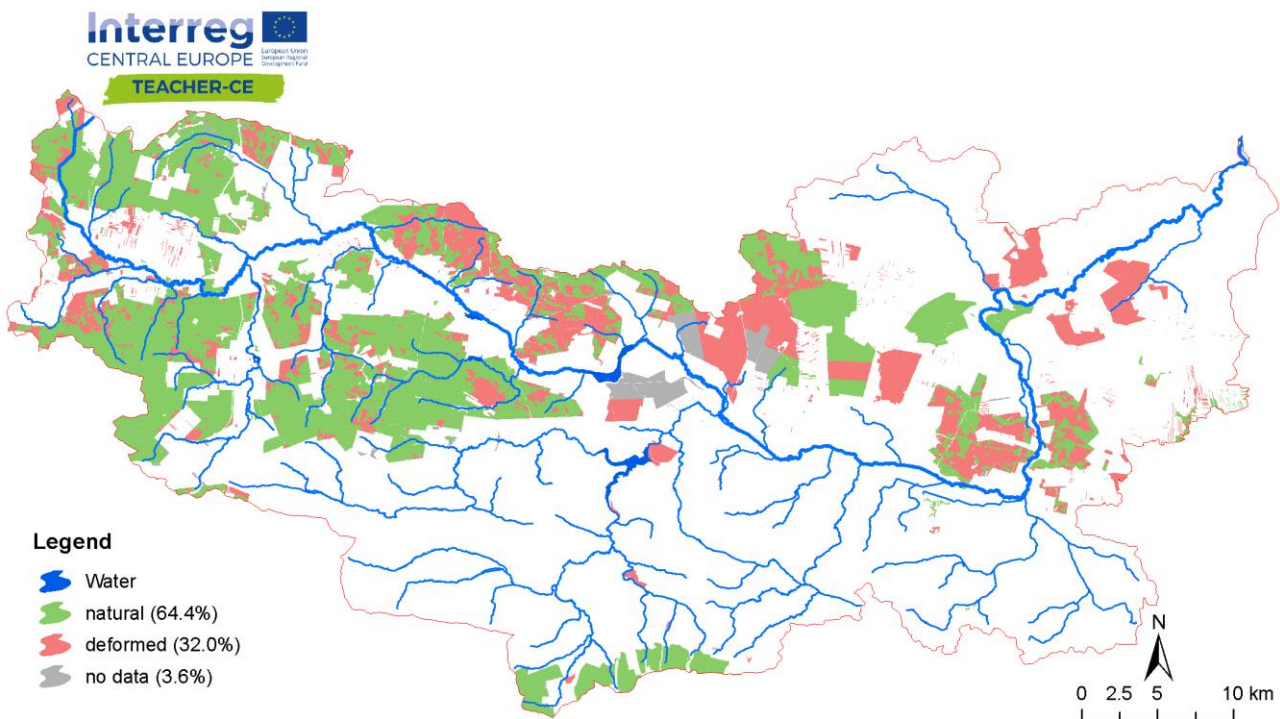 Interreg
CENTRAL EUROPE
European Union
European Regional
Development Fund
TEACHER-CE
Legend
Water
natural (64.4%)
deformed (32.0%)
no data (3.6%)
N
0 2.5 5 10 km